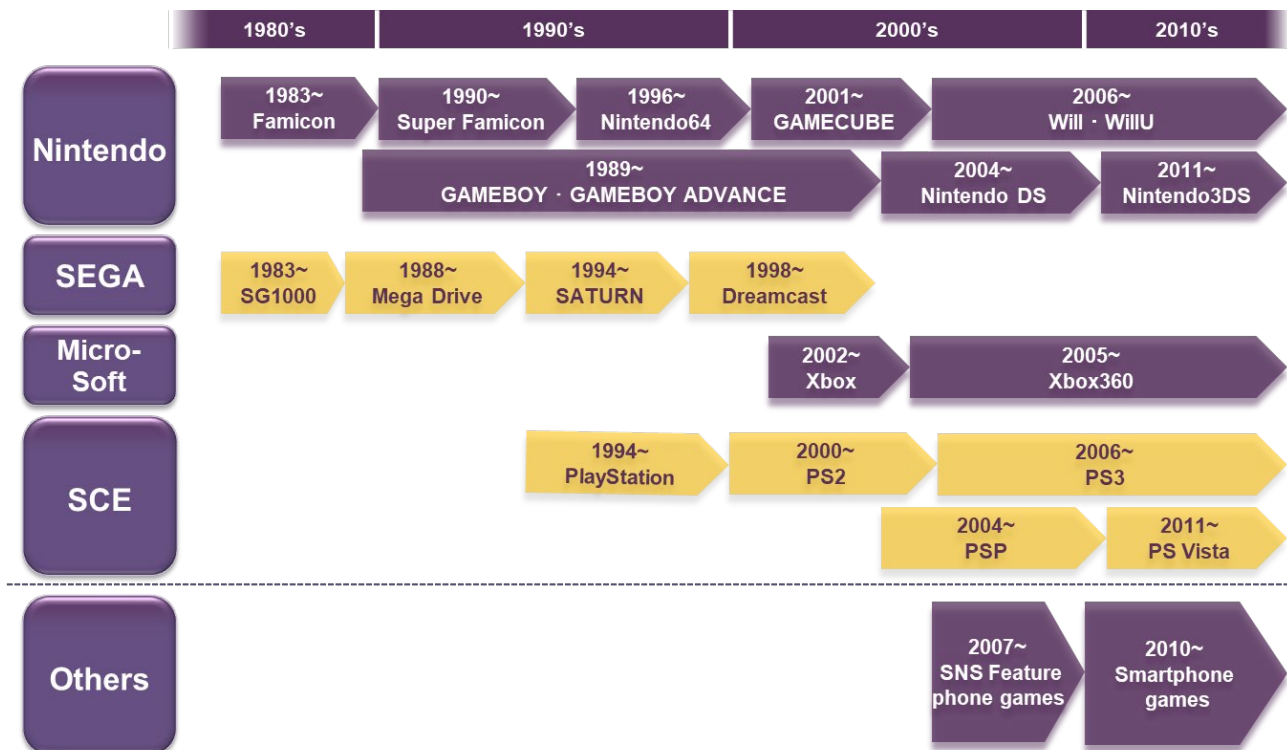 1980's 1990's 2000's 2010's
Nintendo
1983~
Famicon
1990~
Super Famicon
1996~
Nintendo64
2001~
GAMECUBE
2006~
Will · WillU
1989~
GAMEBOY · GAMEBOY ADVANCE
2004~
Nintendo DS
2011~
Nintendo3DS
SEGA
1983~
SG1000
1988~
Mega Drive
1994~
SATURN
1998~
Dreamcast
Micro-
Soft
2002~
Xbox
2005~
Xbox360
SCE
1994~
PlayStation
2000~
PS2
2006~
PS3
2004~
PSP
2011~
PS Vista
Others
2007~
SNS Feature
phone games
2010~
Smartphone
games